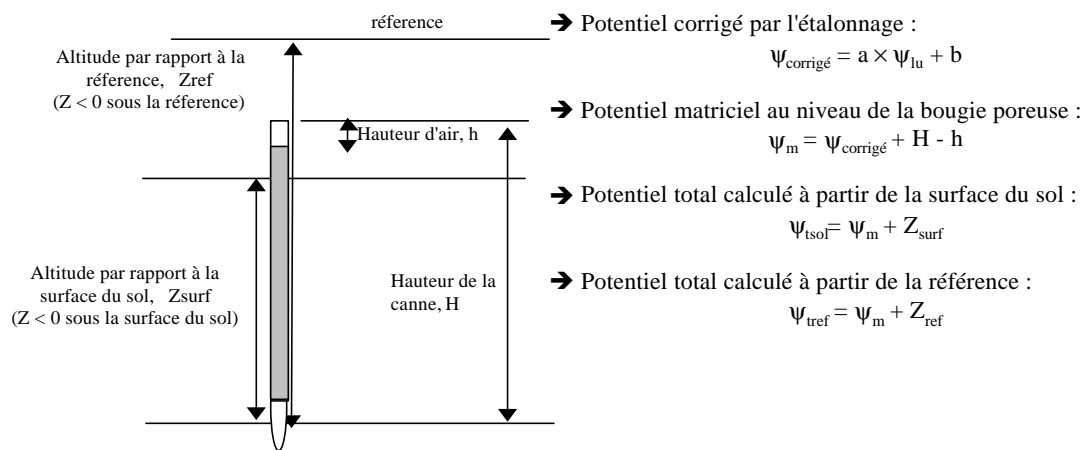 réference
Altitude par rapport à la
réference, Zref
(Z < 0 sous la réference)
Hauteur d'air, h
Altitude par rapport à la
surface du sol, Zsurf
(Z < 0 sous la surface du sol)
Hauteur de la
canne, H
➔ Potentiel corrigé par l'étalonnage :
ψcorrigé = a × ψlu + b
➔ Potentiel matriciel au niveau de la bougie poreuse :
ψm = ψcorrigé + H - h
➔ Potentiel total calculé à partir de la surface du sol :
ψtsol= ψm + Zsurf
➔ Potentiel total calculé à partir de la référence :
ψtref = ψm + Zref